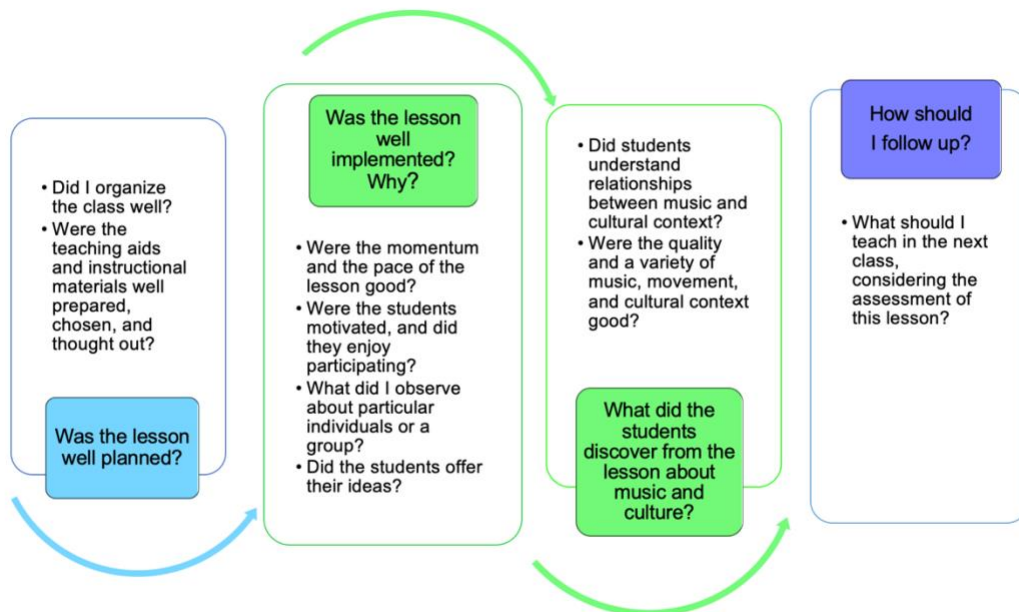 • Did I organize
the class well?
• Were the
teaching aids
and instructional
materials well
prepared,
chosen, and
thought out?
Was the lesson
well planned?
Was the lesson
well
implemented?
Why?
• Were the momentum
and the pace of the
lesson good?
• Were the students
motivated, and did
they enjoy
participating?
• What did I observe
about particular
individuals or a
group?
• Did the students offer
their ideas?
• Did students
understand
relationships
between music and
cultural context?
• Were the quality
and a variety of
music, movement,
and cultural context
good?
What did the
students
discover from the
lesson about
music and
culture?
How should
I follow up?
• What should I
teach in the next
class,
considering the
assessment of
this lesson?